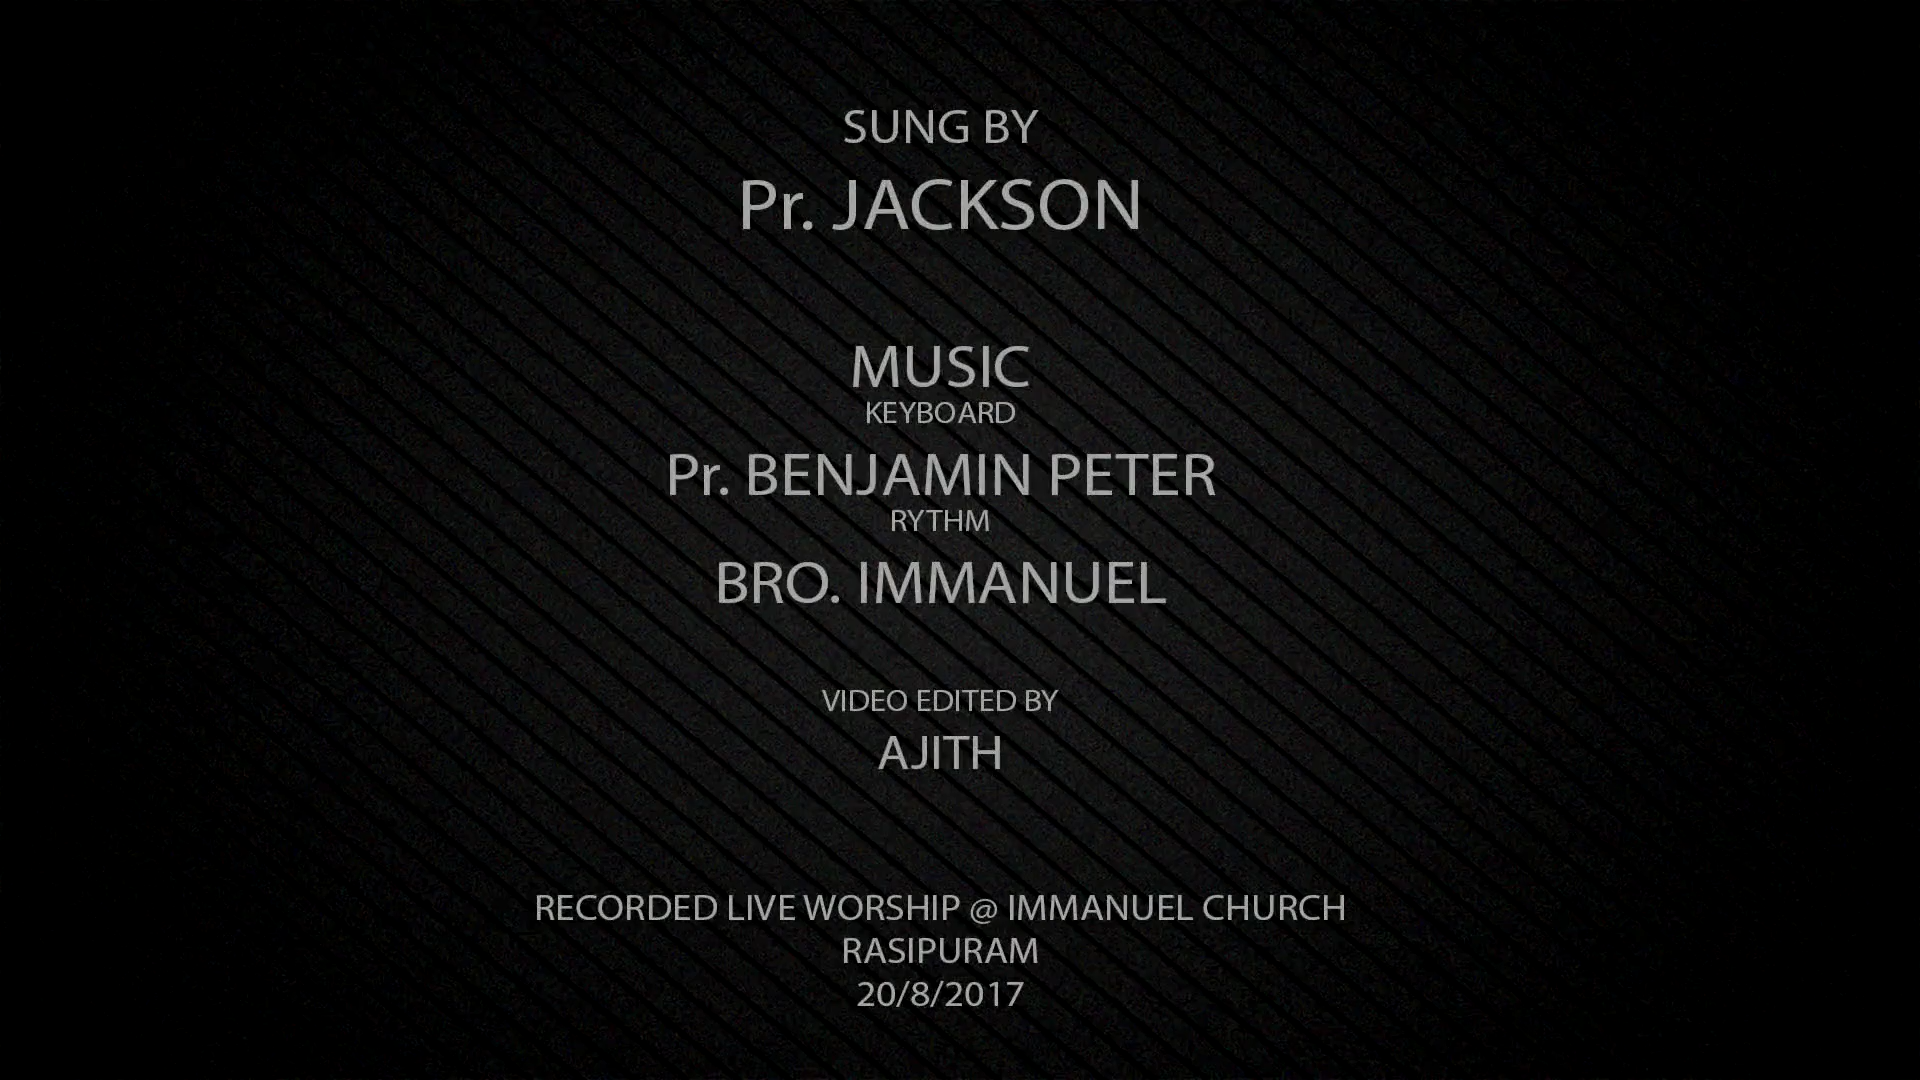 SUNG BY
Pr. JACKSON
MUSIC
KEYBOARD
Pr. BENJAMIN PETER
RYTHM
BRO. IMMANUEL
VIDEO EDITED BY
AJITH
RECORDED LIVE WORSHIP @ IMMANUEL CHURCH
RASIPURAM
20/8/2017